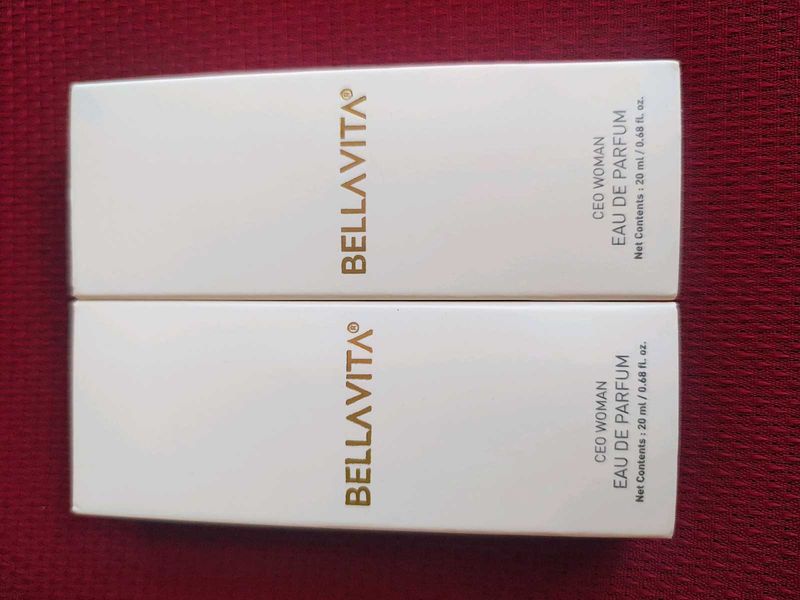 BELLAVITA®
CEO WOMAN
EAU DE PARFUM
Net Contents : 20 ml / 0.68 fl. oz.
BELLAVITA®
CEO WOMAN
EAU DE PARFUM
Net Contents : 20 ml / 0.68 fl. oz.